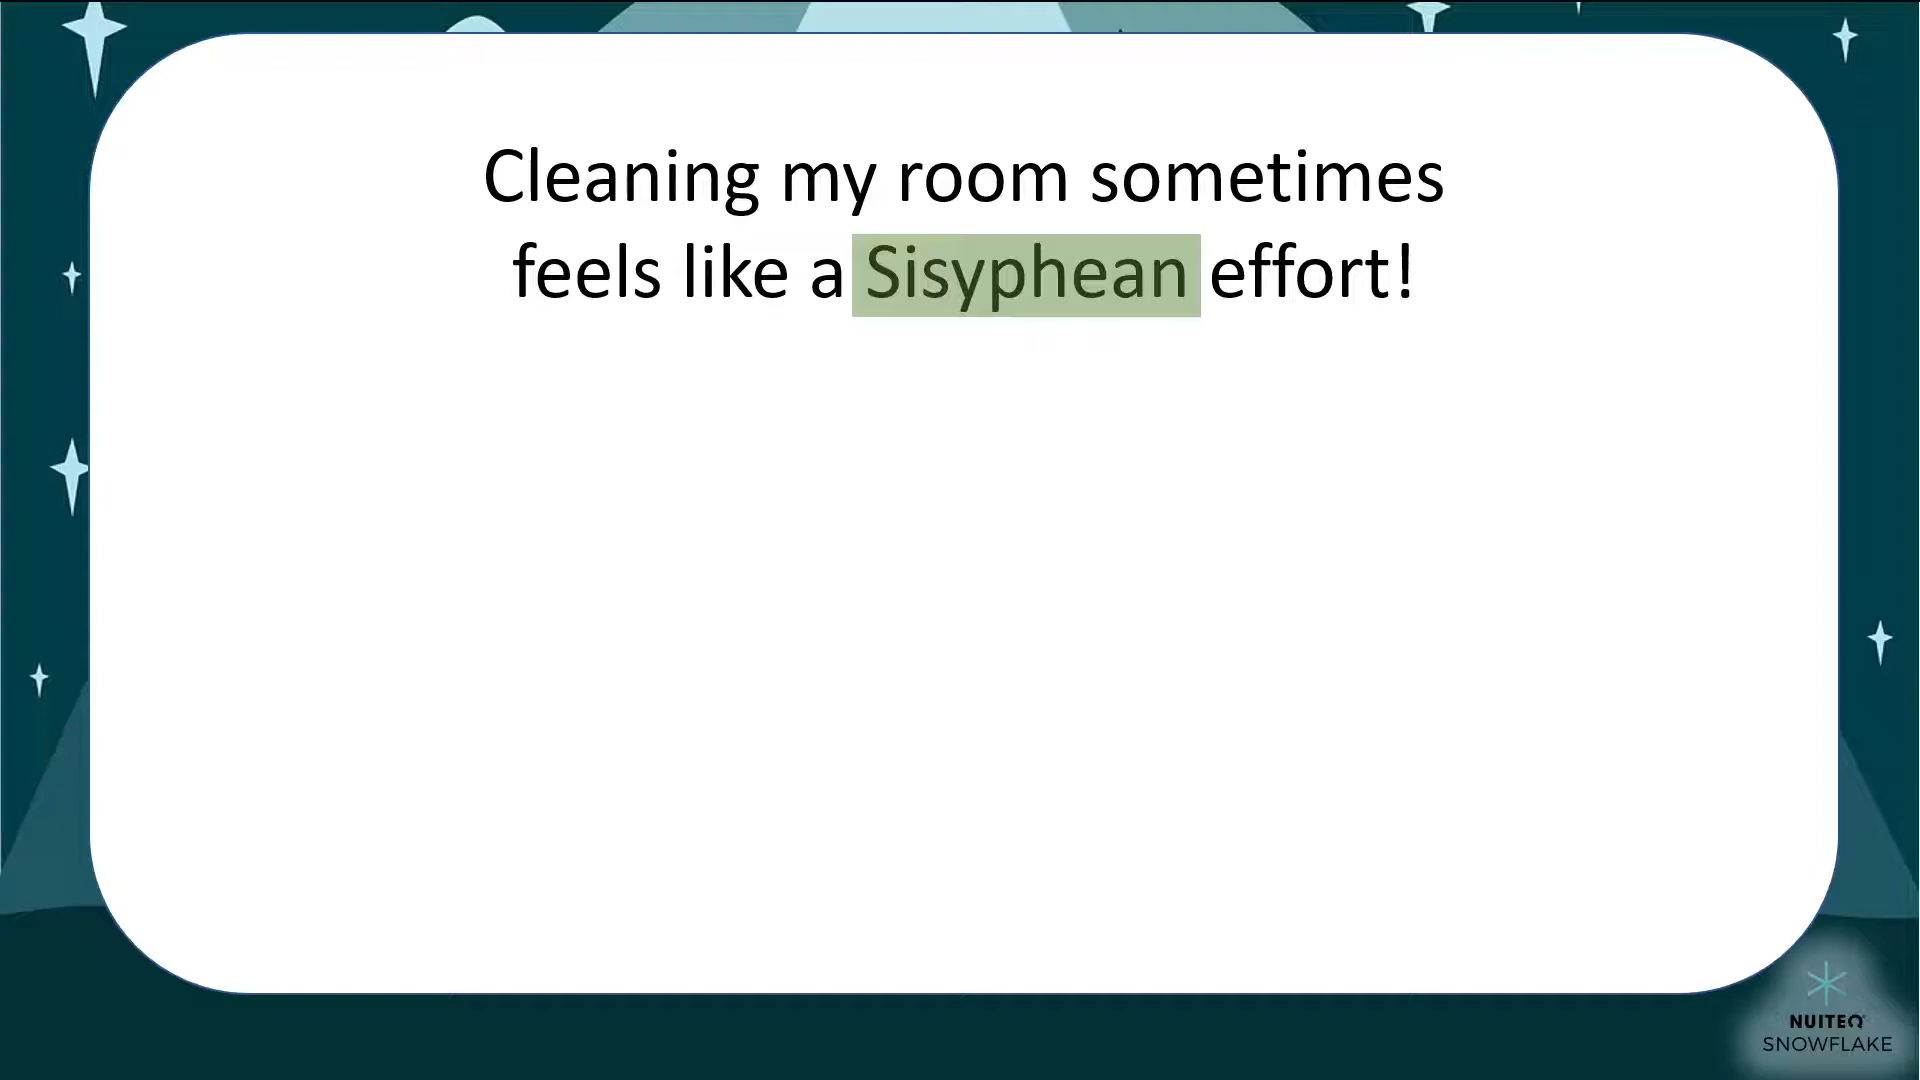 Cleaning my room sometimes
feels like a Sisyphean effort!
NUITEQ
SNOWFLAKE